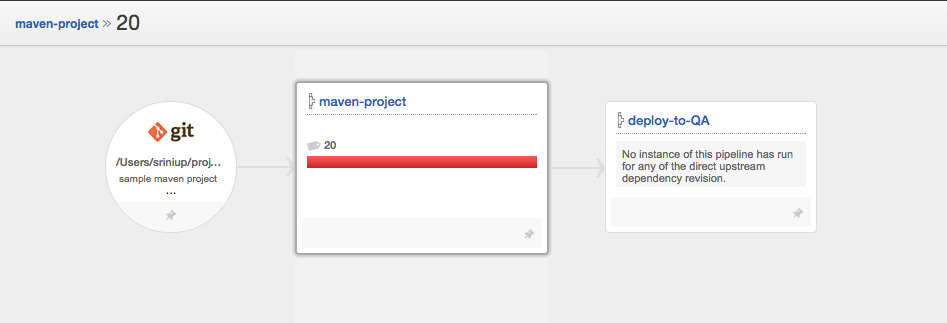 maven-project » 20
git
/Users/sriniup/proj...
sample maven project
...
maven-project
20
deploy-to-QA
No instance of this pipeline has run
for any of the direct upstream
dependency revision.